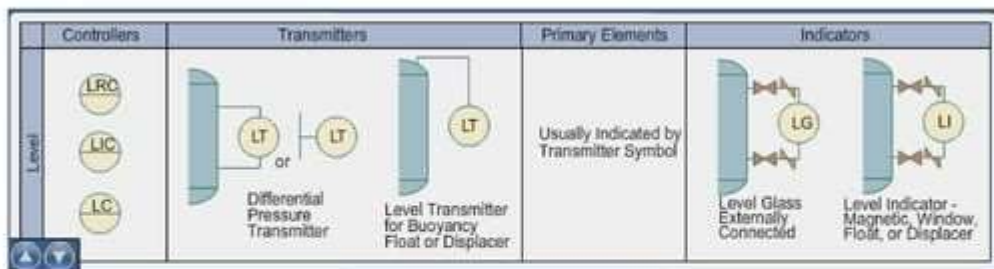 Controllers
Transmitters
Primary Elements
Indicators
Level
LRC
LIC
LC
LT
or
LT
Differential
Pressure
Transmitter
LT
Level Transmitter
for Buoyancy
Float or Displacer
Usually Indicated by
Transmitter Symbol
LG
Level Glass
Externally
Connected
LI
Level Indicator -
Magnetic, Window,
Float, or Displacer